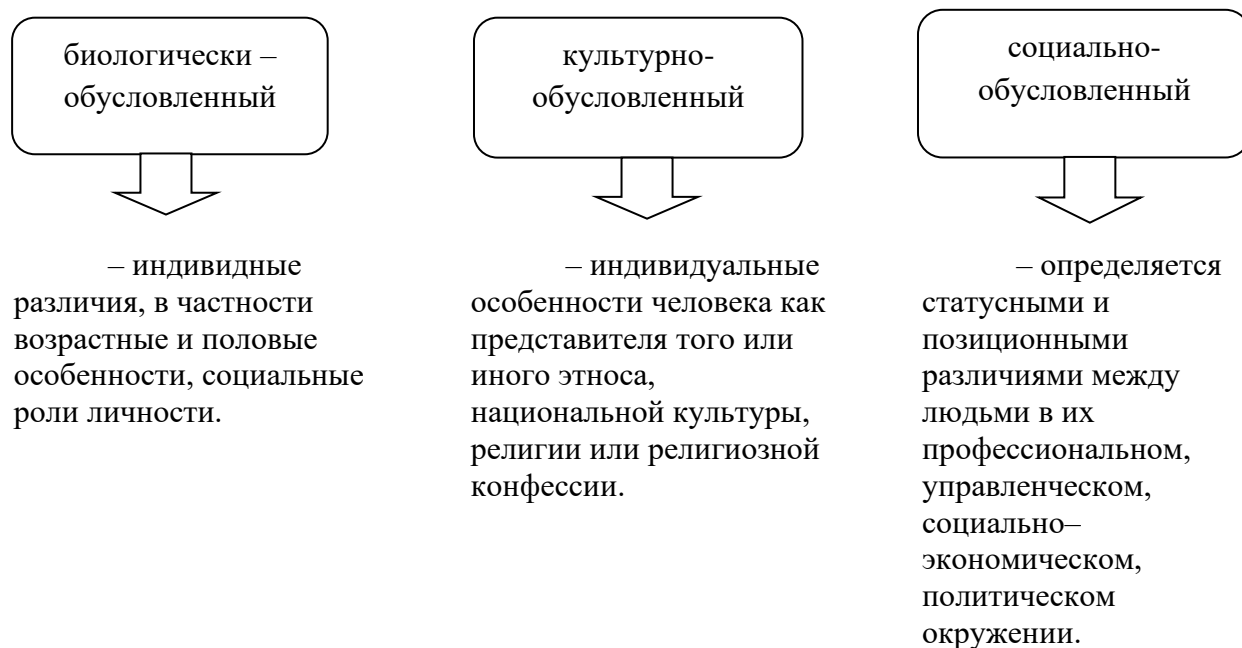 биологически –
обусловленный
– индивидные
различия, в частности
возрастные и половые
особенности, социальные
роли личности.
культурно-
обусловленный
– индивидуальные
особенности человека как
представителя того или
иного этноса,
национальной культуры,
религии или религиозной
конфессии.
социально-
обусловленный
– определяется
статусными и
позиционными
различиями между
людьми в их
профессиональном,
управленческом,
социально–
экономическом,
политическом
окружении.